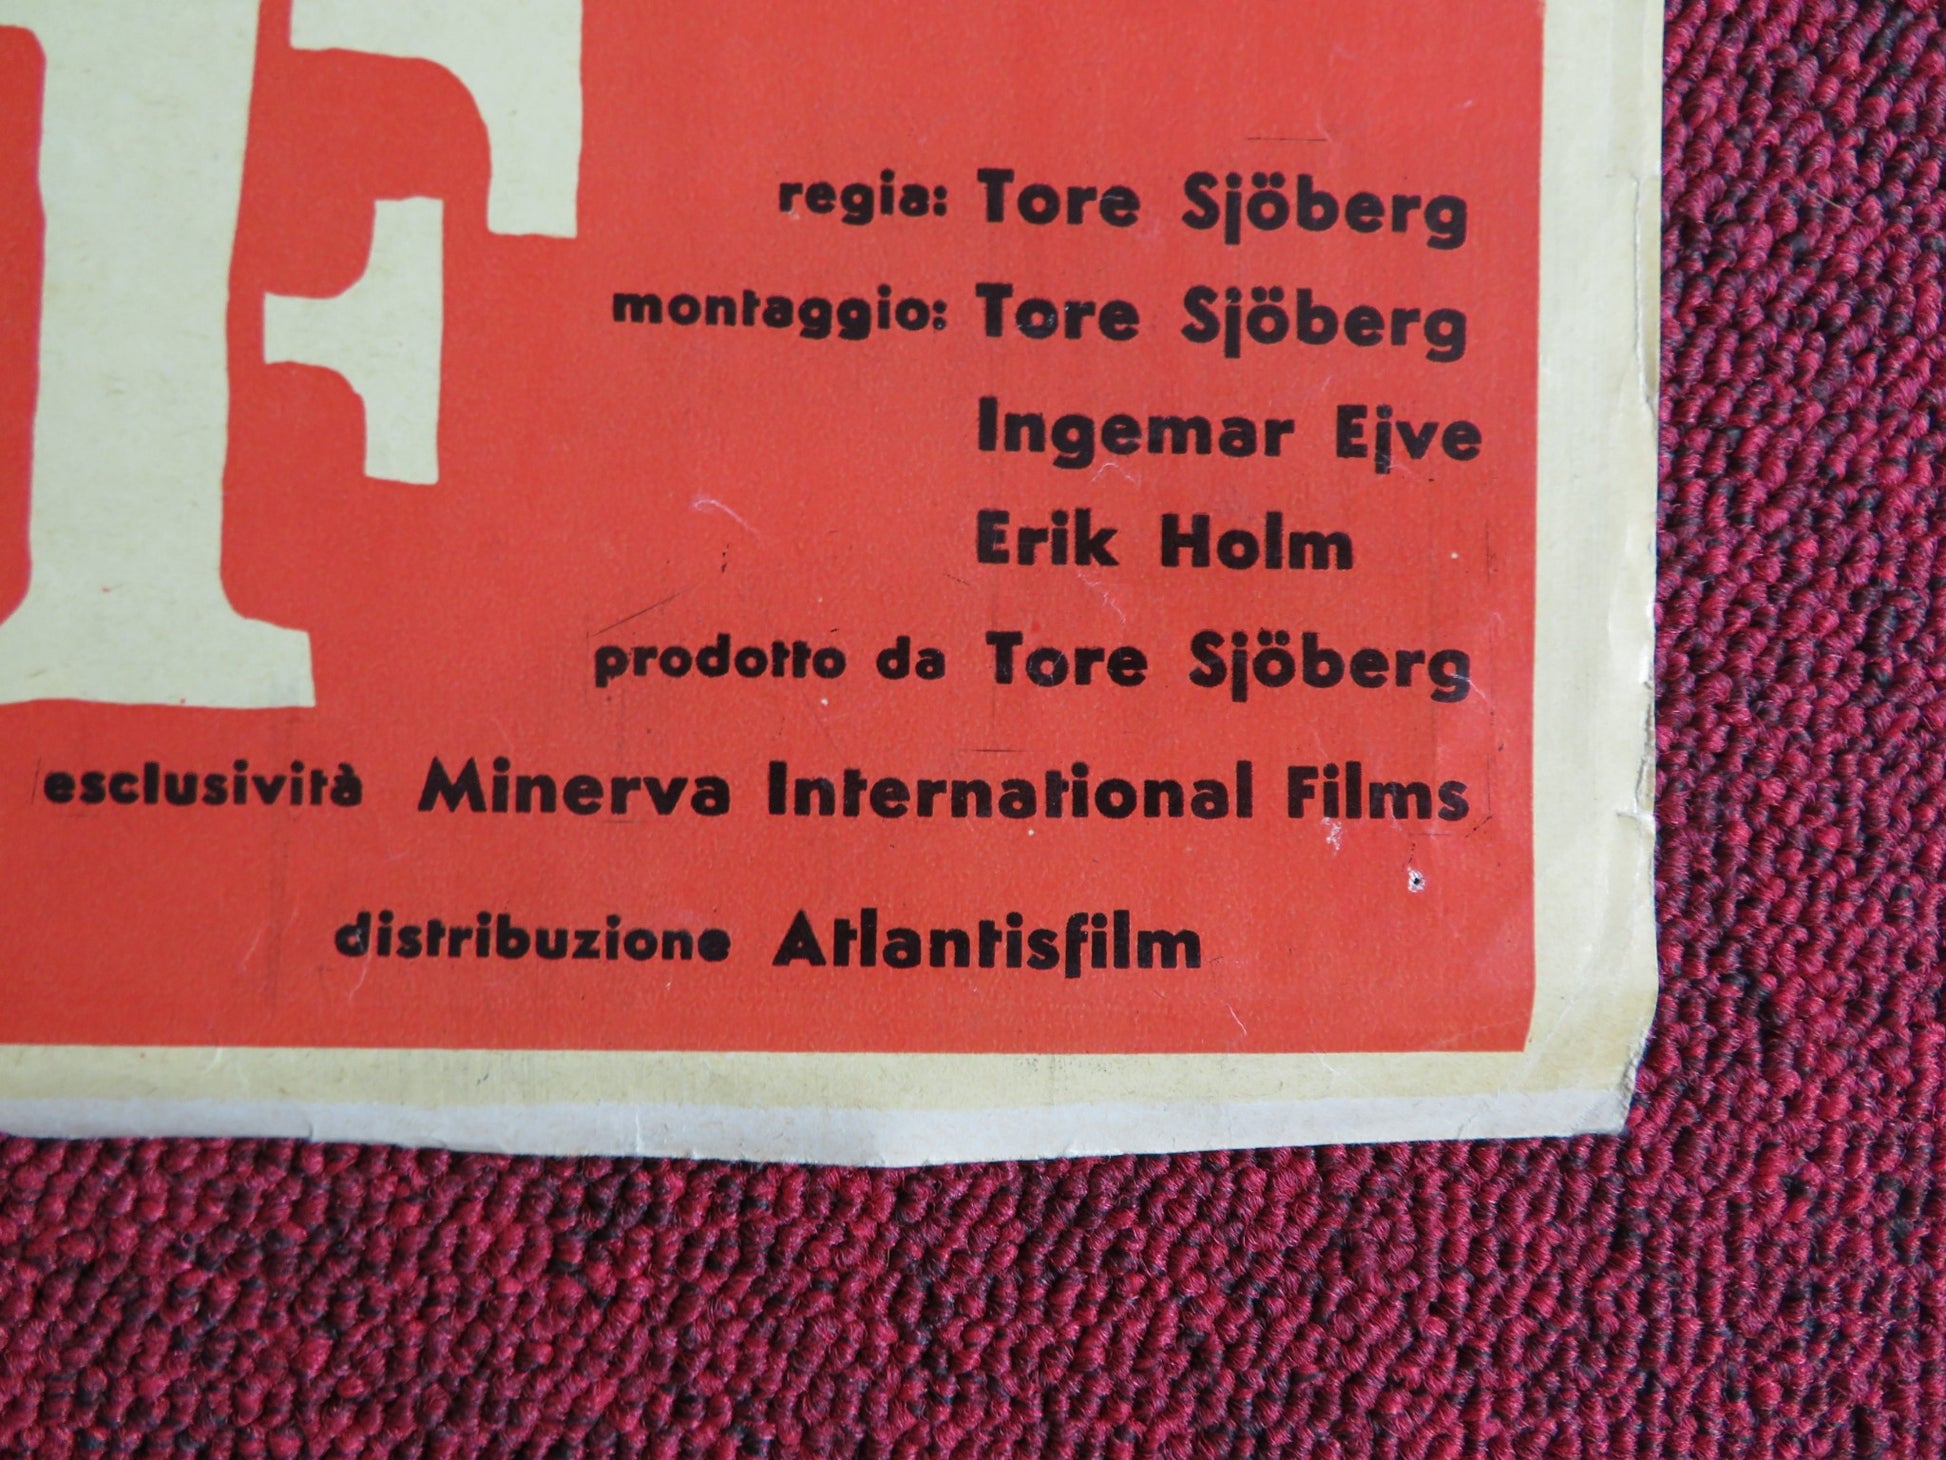 F
regia: Tore Sjöberg
montaggio: Tore Sjöberg
Ingemar Ejve
Erik Holm
prodotto da Tore Sjöberg
esclusività Minerva International Films
distribuzione Atlantisfilm